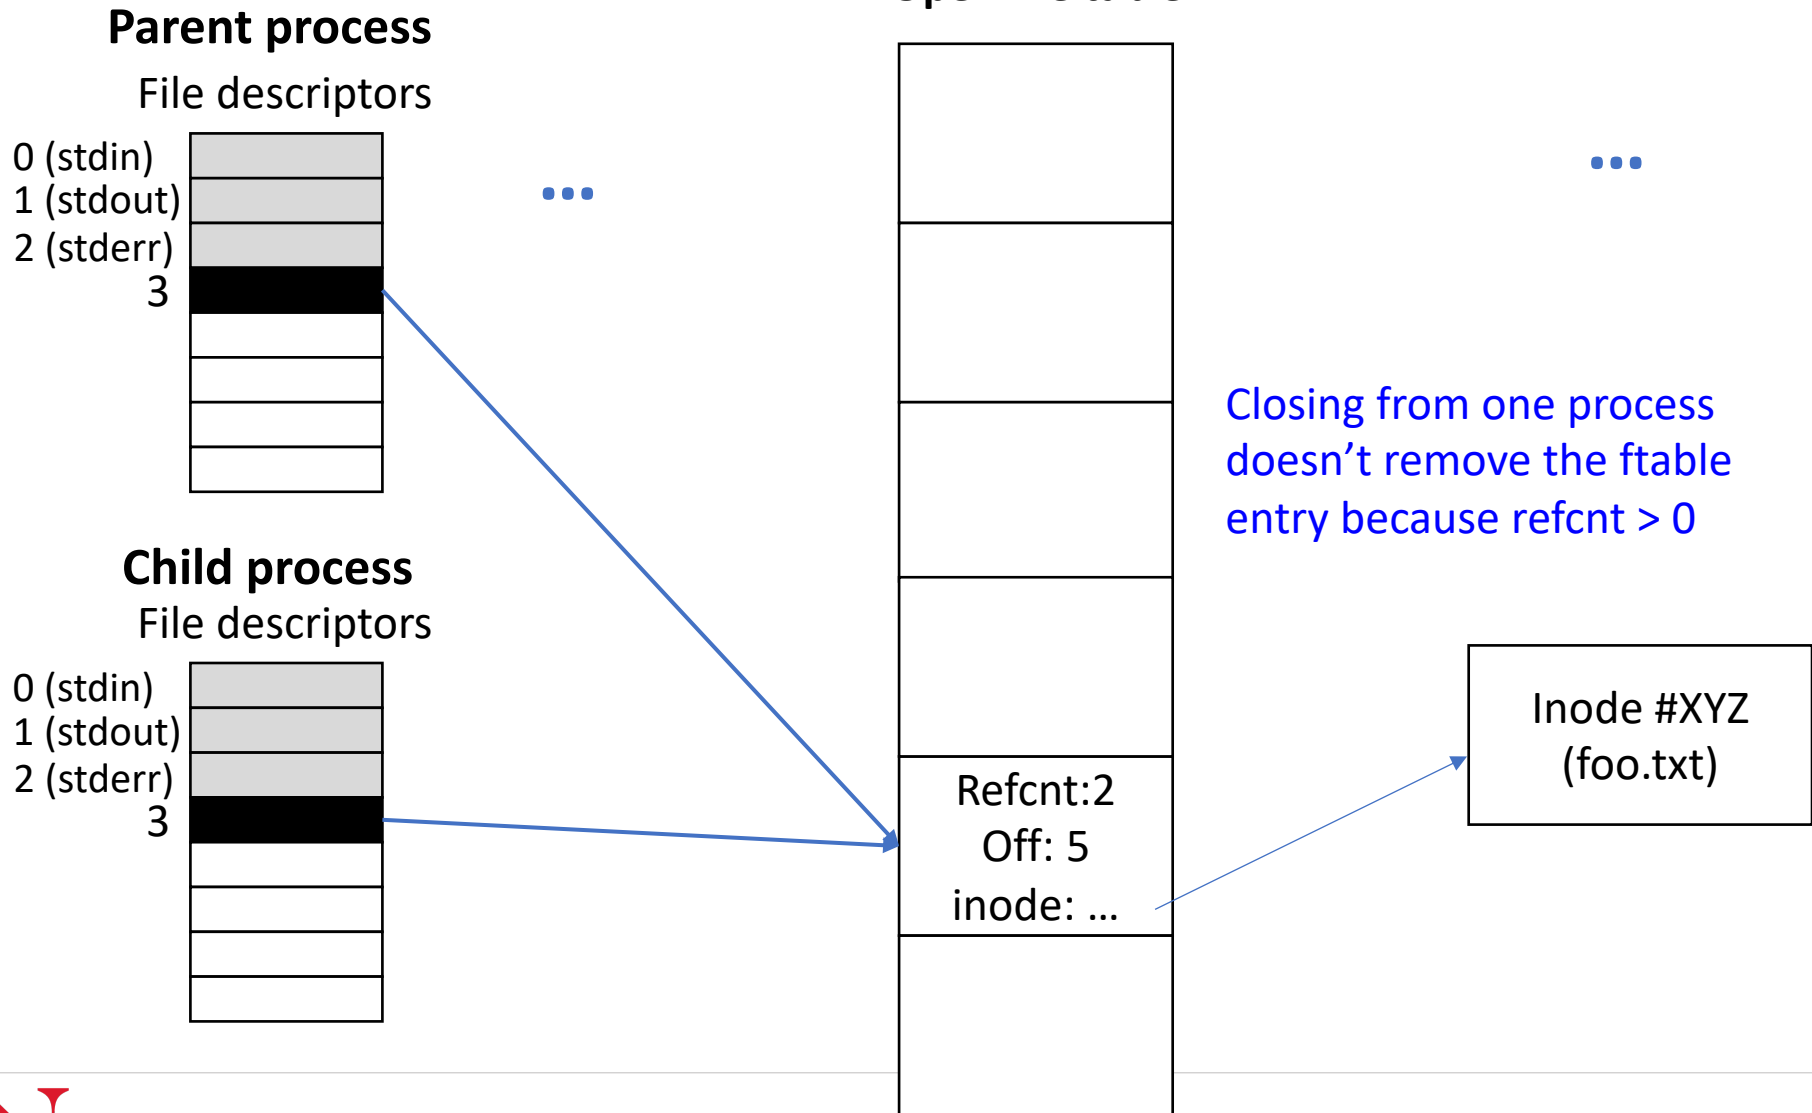 Parent process
File descriptors
0 (stdin)
1 (stdout)
2 (stderr)
3
...
...
Closing from one process
doesn't remove the ftable
entry because refcnt > 0
Child process
File descriptors
0 (stdin)
1 (stdout)
2 (stderr)
3
Refcnt:2
Off: 5
inode: ...
Inode #XYZ
(foo.txt)